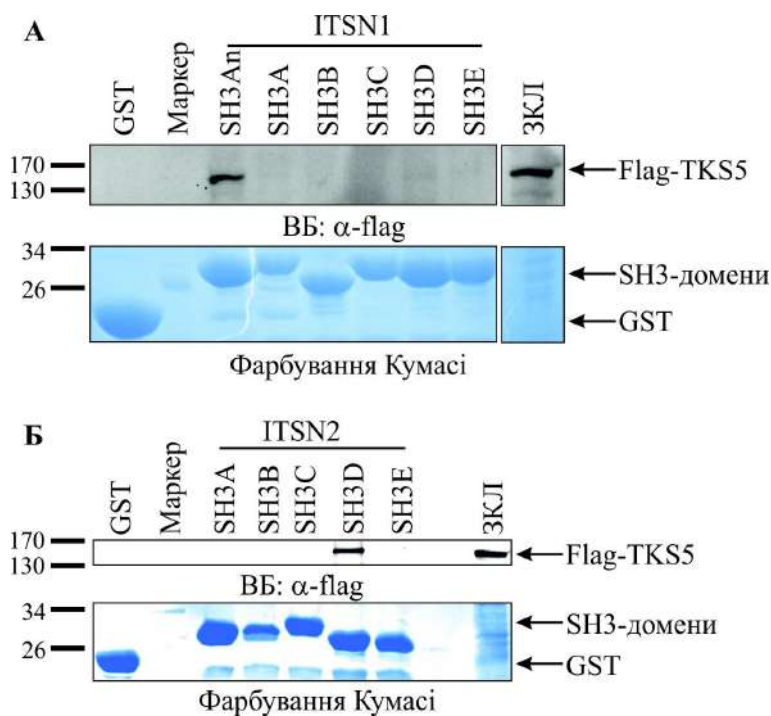 А
ITSN1
GST
Маркер
SH3An
SH3A
SH3B
SH3C
SH3D
SH3E
ЗКЛ
170
130
Flag-TKS5
ВБ: α-flag
34
26
SH3-домени
GST
Фарбування Кумасі
Б
ITSN2
GST
Маркер
SH3A
SH3B
SH3C
SH3D
SH3E
ЗКЛ
170
130
Flag-TKS5
ВБ: α-flag
34
26
SH3-домени
GST
Фарбування Кумасі